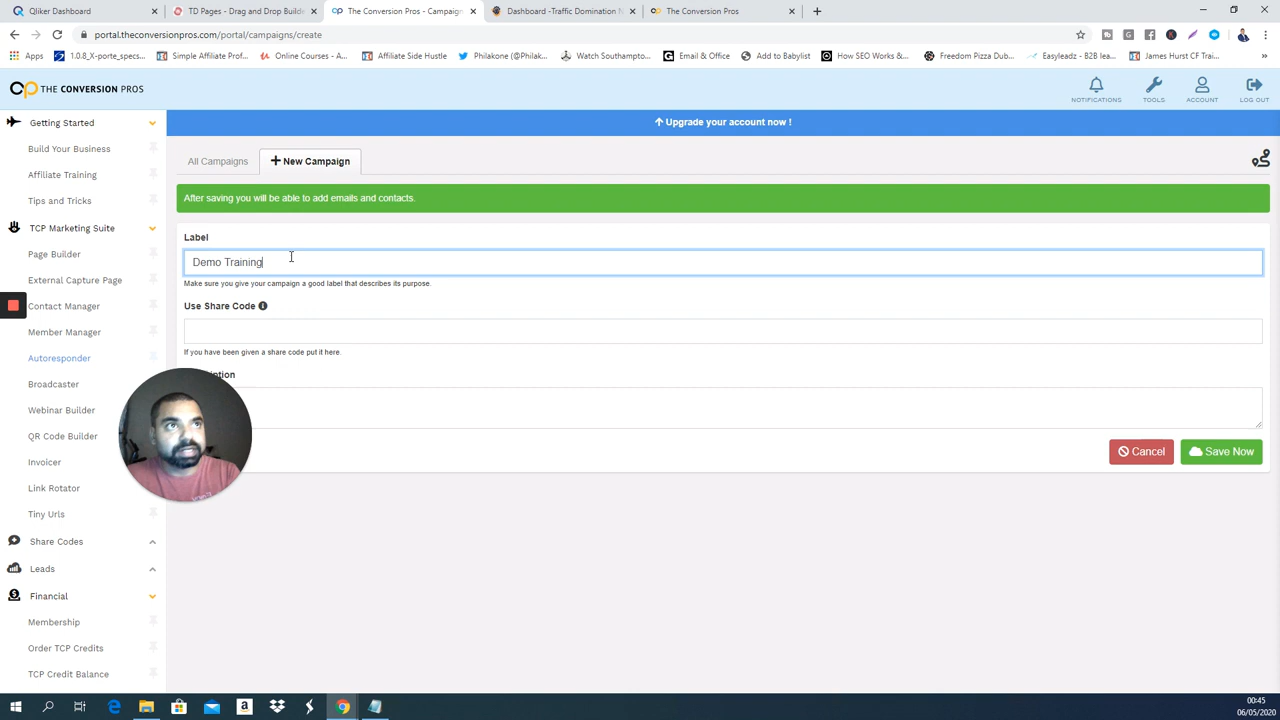 Qliker Dashboard
TD Pages - Drag and Drop Builde
The Conversion Pros - Campaign
Dashboard -Traffic Domination N
The Conversion Pros
portal.theconversionpros.com/portal/campaigns/create
Apps
1.0.8_X-porte_specs...
Simple Affiliate Prof...
Online Courses - A...
Affiliate Side Hustle
Philakone (@Philak...
Watch Southampto...
Email & Office
Add to Babylist
How SEO Works &...
Freedom Pizza Dub...
Easyleadz - B2B lea...
James Hurst CF Trai...
»
THE CONVERSION PROS
NOTIFICATIONS
TOOLS
ACCOUNT
LOG OUT
Getting Started
Build Your Business
Affiliate Training
Tips and Tricks
TCP Marketing Suite
Page Builder
External Capture Page
Contact Manager
Member Manager
Autoresponder
Broadcaster
Webinar Builder
QR Code Builder
Invoicer
Link Rotator
Tiny Urls
Share Codes
Leads
Financial
Membership
Order TCP Credits
TCP Credit Balance
Upgrade your account now !
All Campaigns
New Campaign
After saving you will be able to add emails and contacts.
Label
Demo Training
Make sure you give your campaign a good label that describes its purpose.
Use Share Code
If you have been given a share code put it here.
ription
Cancel
Save Now
00:45
06/05/2020